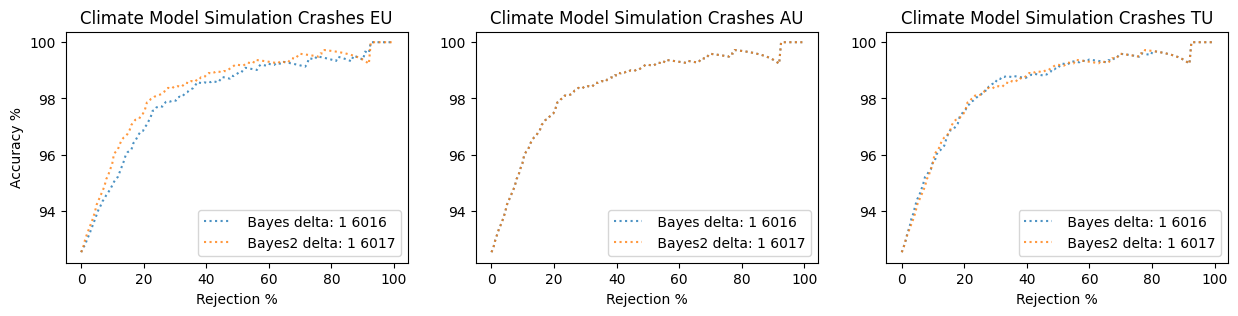 Climate Model Simulation Crashes EU
Accuracy %
100
98
96
94
Bayes delta: 1 6016
Bayes2 delta: 1 6017
0 20 40 60 80 100
Rejection %
Climate Model Simulation Crashes AU
100
98
96
94
Bayes delta: 1 6016
Bayes2 delta: 1 6017
0 20 40 60 80 100
Rejection %
Climate Model Simulation Crashes TU
100
98
96
94
Bayes delta: 1 6016
Bayes2 delta: 1 6017
0 20 40 60 80 100
Rejection %